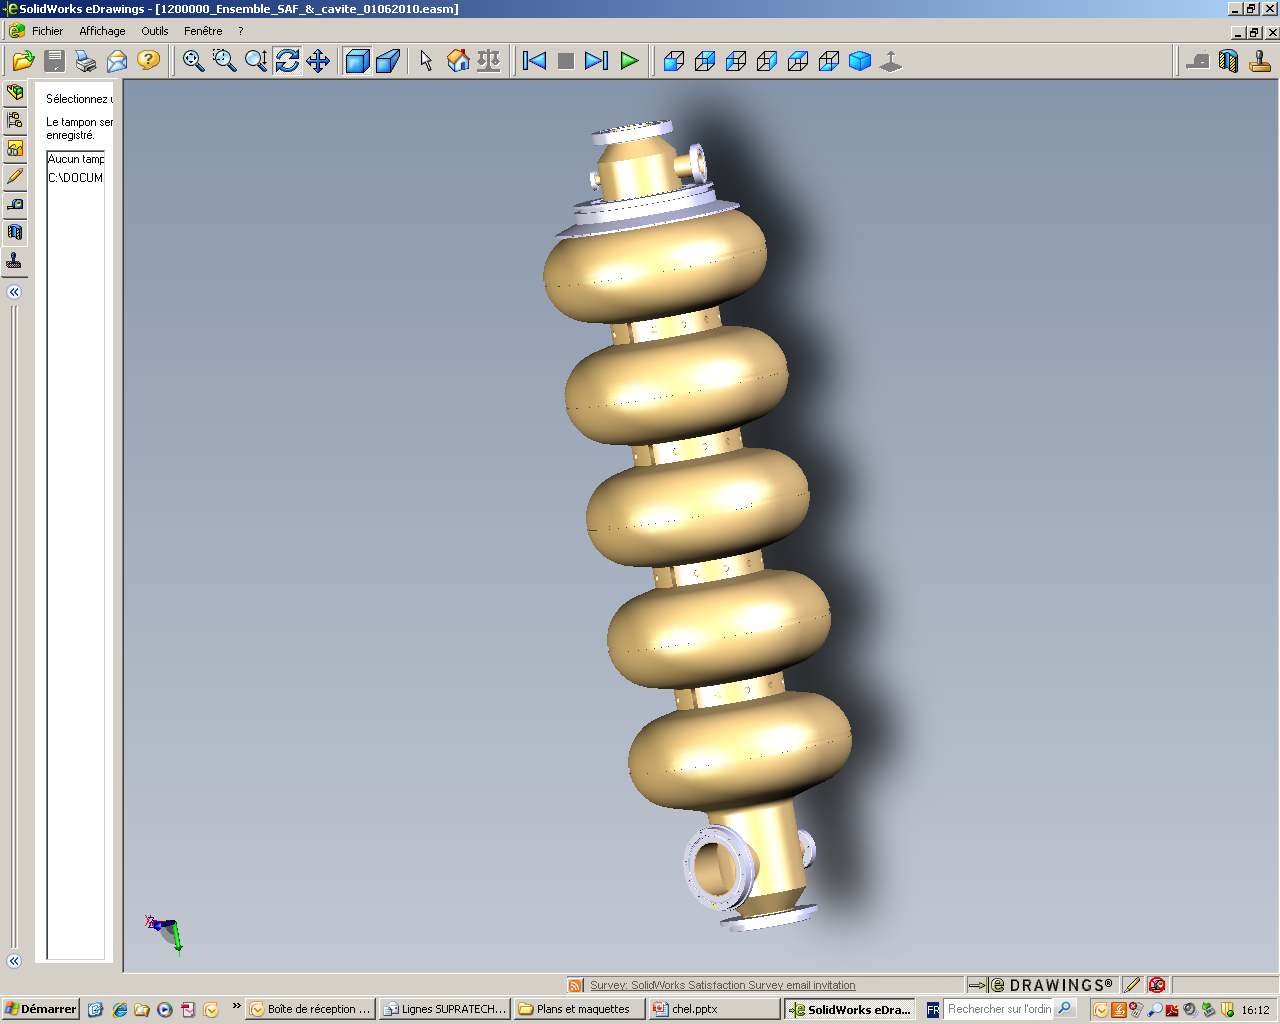 SolidWorks eDrawings - [1200000_Ensemble_SAF_&_cavite_01062010.easm]
Fichier Affichage Outils Fenêtre ?
Sélectionnez
Le tampon ser
enregistré.
Aucun tamp
C:\DOCUM
Survey: SolidWorks Satisfaction Survey email invitation
e DRAWINGS®
Démarrer
»
Boîte de réception ...
Lignes SUPRATECH...
Plans et maquettes
chel.pptx
SolidWorks eDra...
FR
Rechercher sur l'ordin
16:12